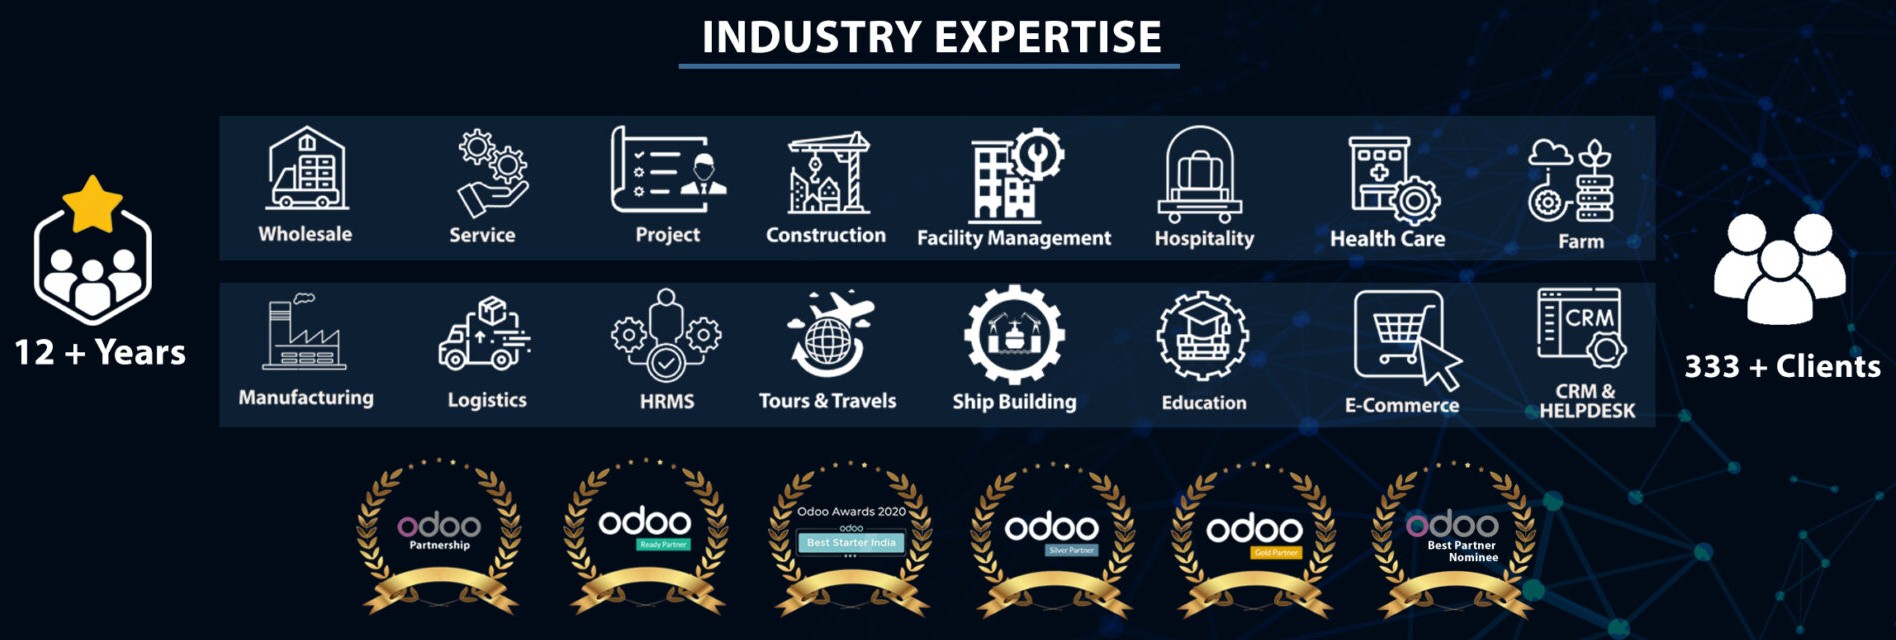 INDUSTRY EXPERTISE
Wholesale
Service
Project
Construction
Facility Management
Hospitality
Health Care
Farm
12 + Years
333 + Clients
CRM
Manufacturing
Logistics
HRMS
Tours & Travels
Ship Building
Education
E-Commerce
CRM &
HELPDESK
odoo
Partnership
odoo
Ready Partner
Odoo Awards 2020
odoo
Best Starter India
odoo
Silver Partner
odoo
Gold Partner
odoo
Best Partner
Nominee